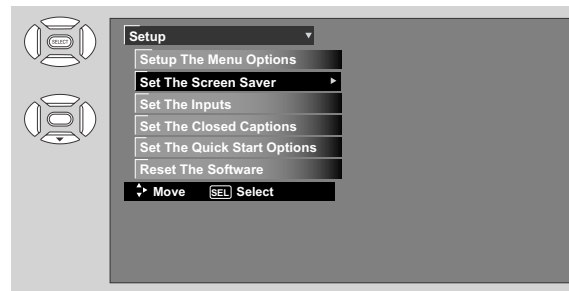 SELECT
Setup
Setup The Menu Options
Set The Screen Saver
Set The Inputs
Set The Closed Captions
Set The Quick Start Options
Reset The Software
Move SEL Select